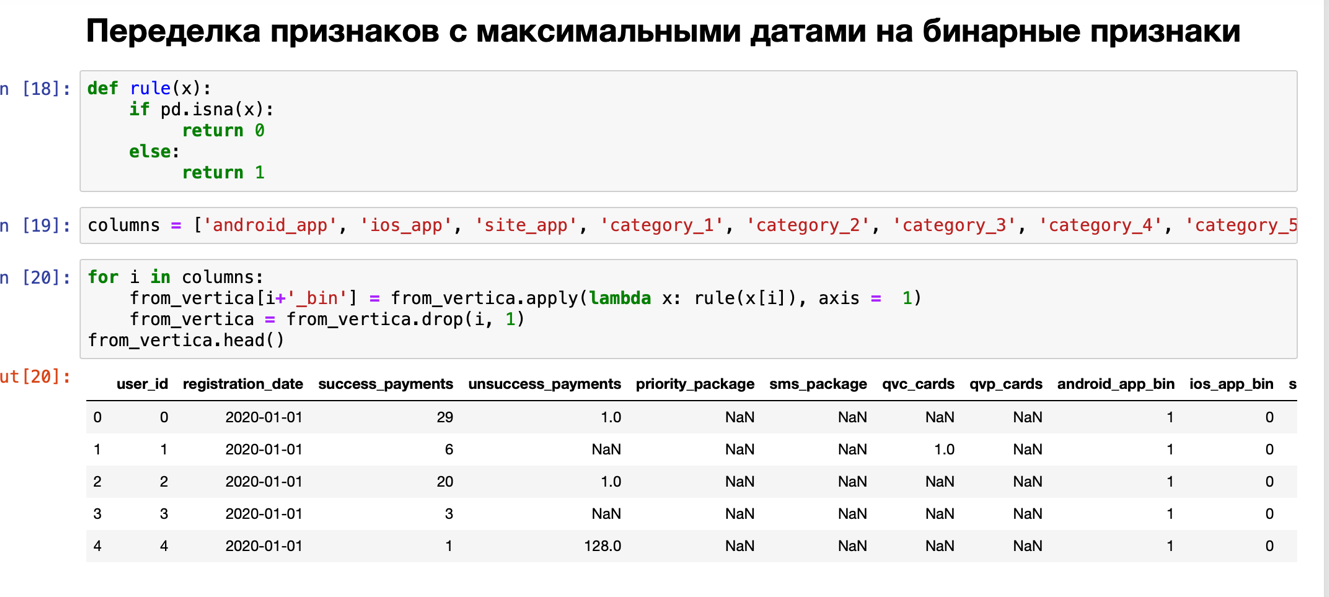 Переделка признаков с максимальными датами на бинарные признаки
n [18]: def rule(x):
if pd.isna(x):
return 0
else:
return 1
n [19]: columns = ['android_app', 'ios_app', 'site_app', 'category_1', 'category_2', 'category_3', 'category_4', 'category_5
n [20]: for i in columns:
from_vertica[i+'_bin'] = from_vertica.apply(lambda x: rule(x[i]), axis =  1)
from_vertica = from_vertica.drop(i, 1)
from_vertica.head()
ut[20]:
user_id registration_date success_payments unsuccess_payments priority_package sms_package qvc_cards qvp_cards android_app_bin ios_app_bin s
0 0 2020-01-01 29 1.0 NaN NaN NaN NaN 1 0
1 1 2020-01-01 6 NaN NaN NaN 1.0 NaN 1 0
2 2 2020-01-01 20 1.0 NaN NaN NaN NaN 1 0
3 3 2020-01-01 3 NaN NaN NaN NaN NaN 1 0
4 4 2020-01-01 1 128.0 NaN NaN NaN NaN 1 0